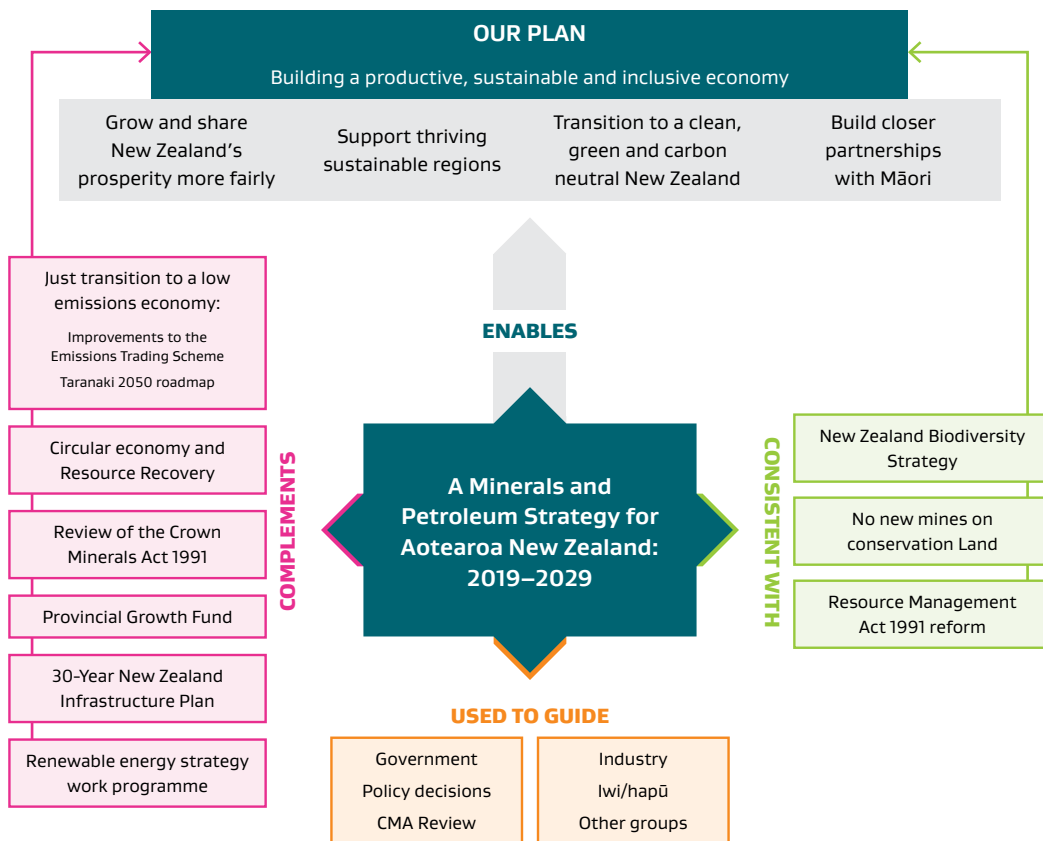 OUR PLAN
Building a productive, sustainable and inclusive economy
Grow and share
New Zealand's
prosperity more fairly
Support thriving
sustainable regions
Transition to a clean,
green and carbon
neutral New Zealand
Build closer
partnerships
with Māori
Just transition to a low
emissions economy:
Improvements to the
Emissions Trading Scheme
Taranaki 2050 roadmap
Circular economy and
Resource Recovery
Review of the Crown
Minerals Act 1991
Provincial Growth Fund
30-Year New Zealand
Infrastructure Plan
Renewable energy strategy
work programme
COMPLEMENTS
ENABLES
A Minerals and
Petroleum Strategy for
Aotearoa New Zealand:
2019–2029
CONSISTENT WITH
New Zealand Biodiversity
Strategy
No new mines on
conservation Land
Resource Management
Act 1991 reform
USED TO GUIDE
Government
Policy decisions
CMA Review
Industry
Iwi/hapū
Other groups